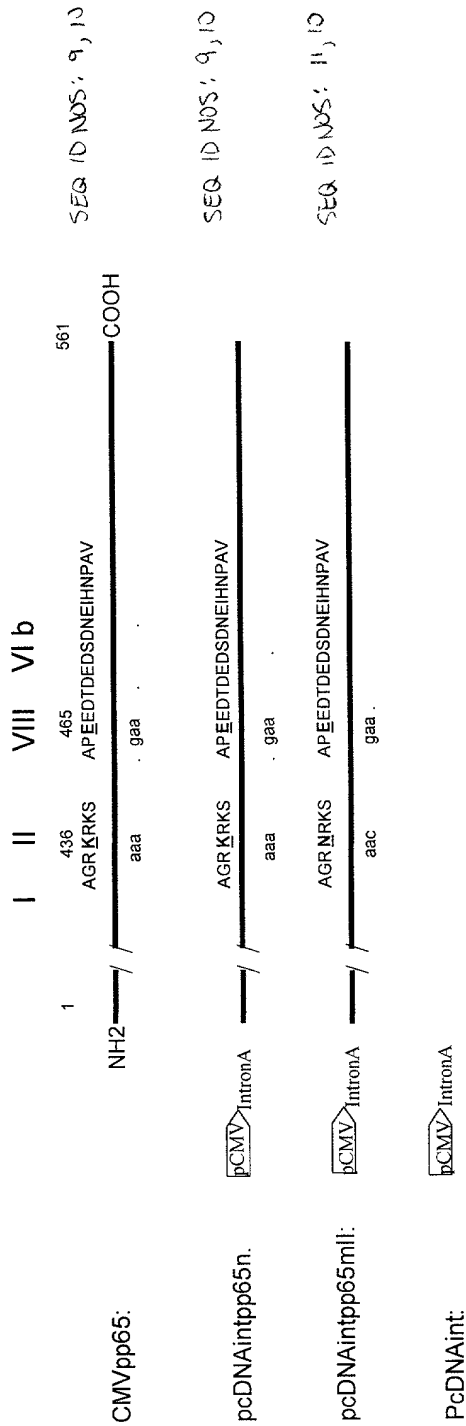 I II VIII VI b
1 436 465 561
CMVpp65: AGRKRKS APEEDTDEDSDNEIHNPAV SEQ ID NOS: 9, 10
NH2 COOH
aaa gaa
pcDNAintpp65n. pCMV IntronA AGRKRKS APEEDTDEDSDNEIHNPAV SEQ ID NOS: 9, 10
aaa gaa
pcDNAintpp65mII: pCMV IntronA AGRNRKS APEEDTDEDSDNEIHNPAV SEQ ID NOS: 11, 10
aac gaa
PcDNAint: pCMV IntronA